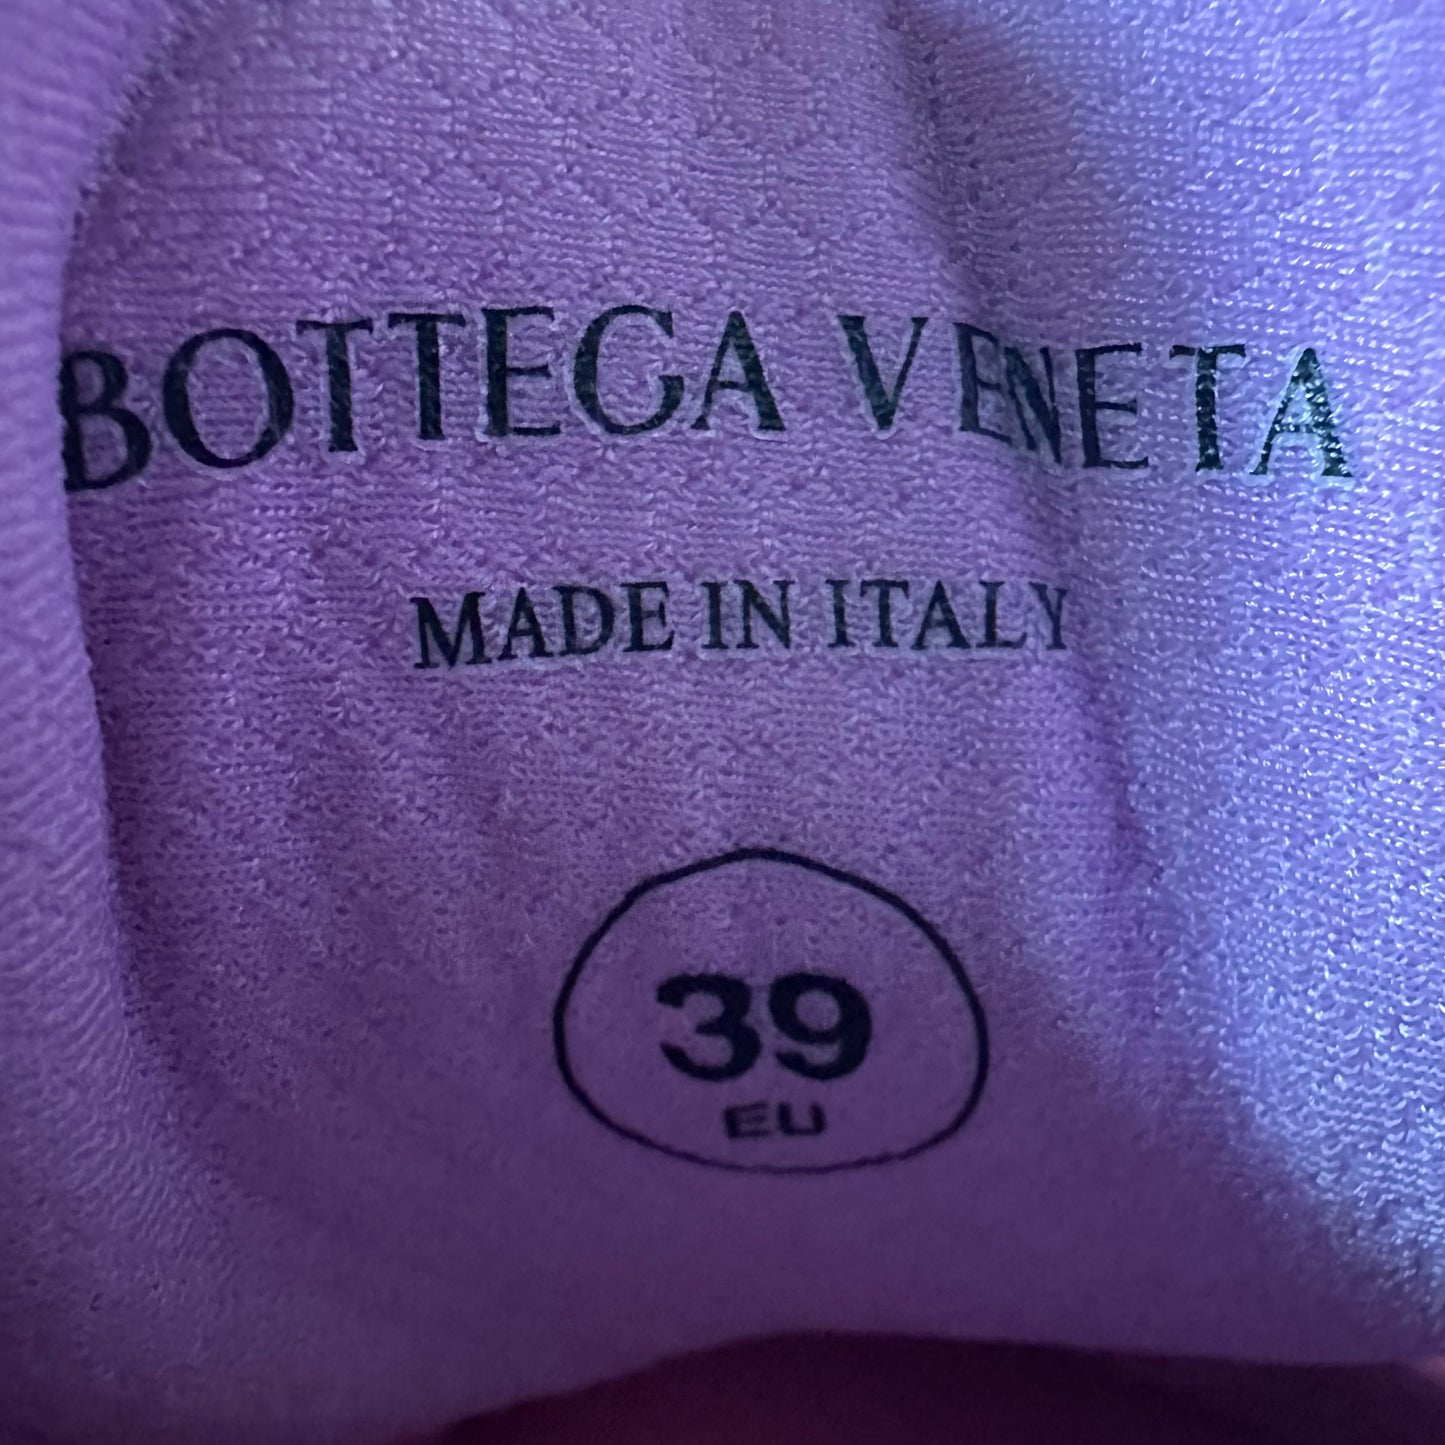 BOTTEGA VENETA
MADE IN ITALY
39
EU